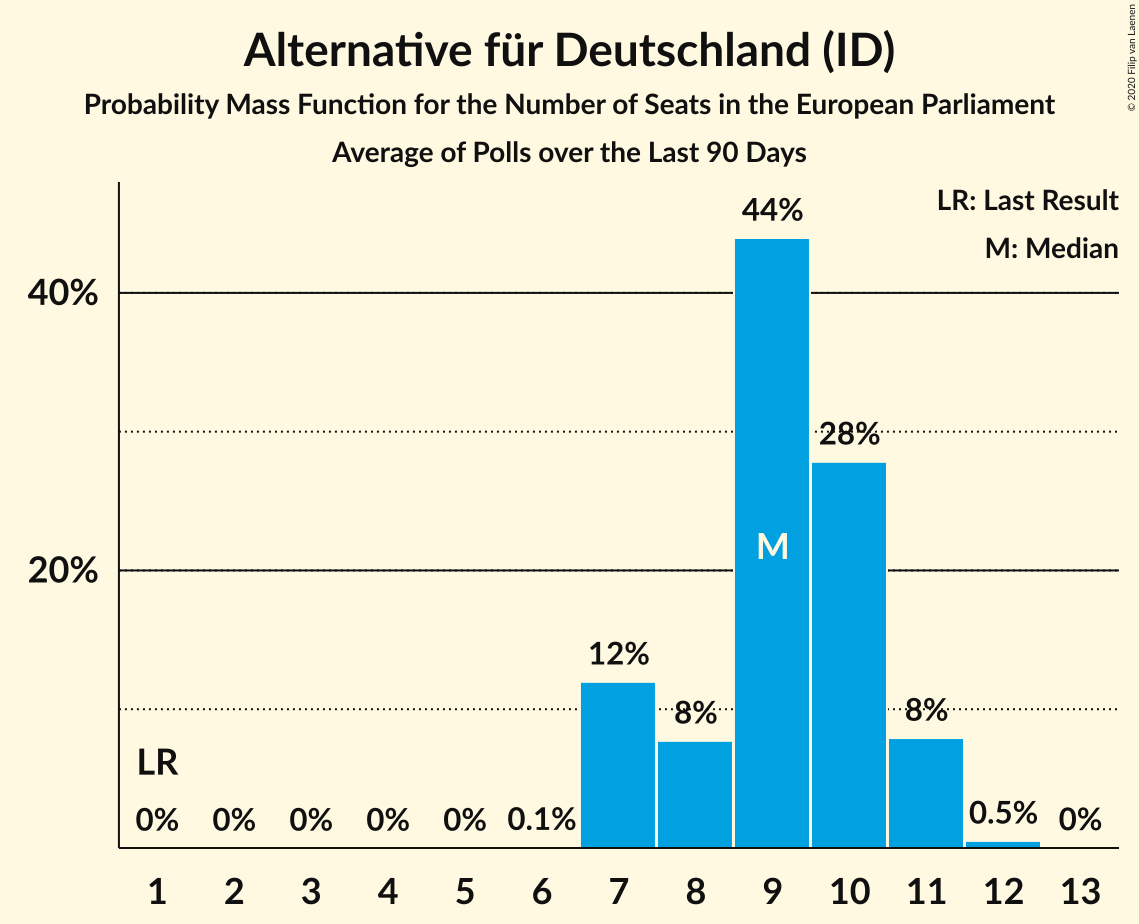 Alternative für Deutschland (ID)
Probability Mass Function for the Number of Seats in the European Parliament
Average of Polls over the Last 90 Days
© 2020 Filip van Laenen
LR: Last Result
M: Median
44%
40%
28%
M
20%
12%
8%
8%
LR
0% 0% 0% 0% 0% 0.1% 0.5% 0%
1 2 3 4 5 6 7 8 9 10 11 12 13